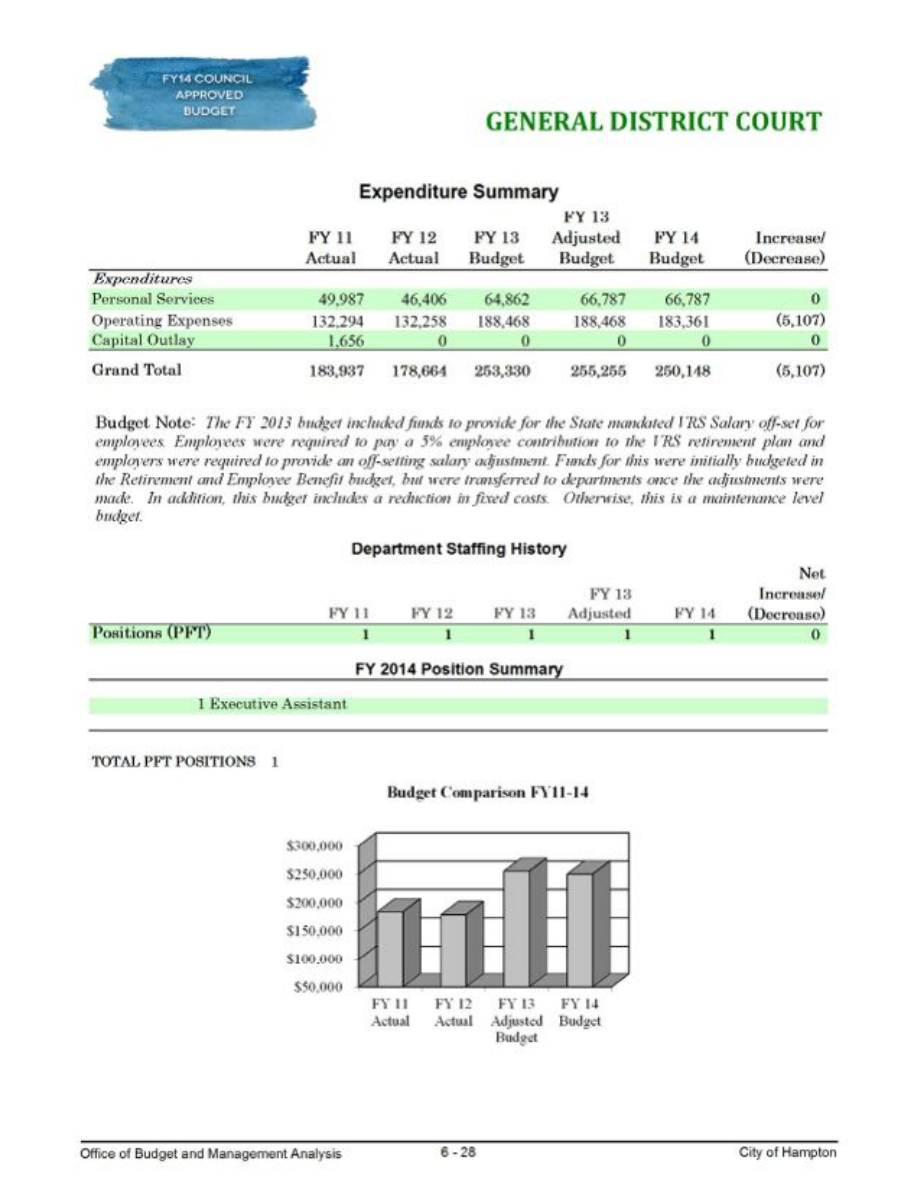 FY14 COUNCIL
APPROVED
BUDGET
GENERAL DISTRICT COURT
Expenditure Summary
FY 11 Actual FY 12 Actual FY 13 Budget FY 13 Adjusted Budget FY 14 Budget Increase/ (Decrease)
Expenditures
Personal Services 49,987 46,406 64,862 66,787 66,787 0
Operating Expenses 132,294 132,258 188,468 188,468 183,361 (5,107)
Capital Outlay 1,656 0 0 0 0 0
Grand Total 183,937 178,664 253,330 255,255 250,148 (5,107)
Budget Note: The FY 2013 budget included funds to provide for the State mandated VRS Salary off-set for
employees. Employees were required to pay a 5% employee contribution to the VRS retirement plan and
employers were required to provide an off-setting salary adjustment. Funds for this were initially budgeted in
the Retirement and Employee Benefit budget, but were transferred to departments once the adjustments were
made. In addition, this budget includes a reduction in fixed costs. Otherwise, this is a maintenance level
budget.
Department Staffing History
FY 11 FY 12 FY 13 FY 13 Adjusted FY 14 Net Increase/ (Decrease)
Positions (PFT) 1 1 1 1 1 0
FY 2014 Position Summary
1 Executive Assistant
TOTAL PFT POSITIONS 1
Budget Comparison FY11-14
$300,000
$250,000
$200,000
$150,000
$100,000
$50,000
FY 11 FY 12 FY 13 FY 14
Actual Actual Adjusted Budget
Budget
Office of Budget and Management Analysis 6 - 28 City of Hampton